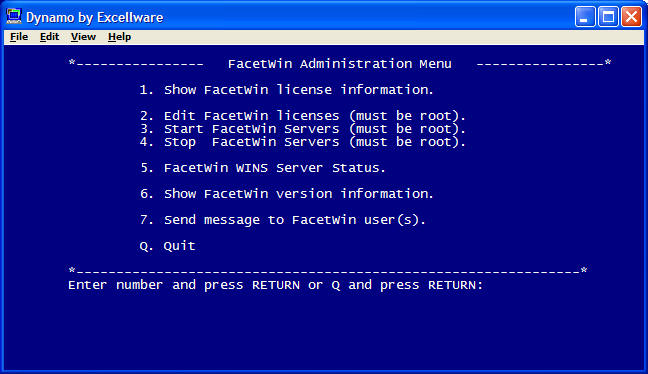 Dynamo by Excellware
File Edit View Help
*---------------- FacetWin Administration Menu ----------------*
1. Show FacetWin license information.
2. Edit FacetWin licenses (must be root).
3. Start FacetWin Servers (must be root).
4. Stop  FacetWin Servers (must be root).
5. FacetWin WINS Server Status.
6. Show FacetWin version information.
7. Send message to FacetWin user(s).
Q. Quit
*---------------------------------------------------------------*
Enter number and press RETURN or Q and press RETURN: